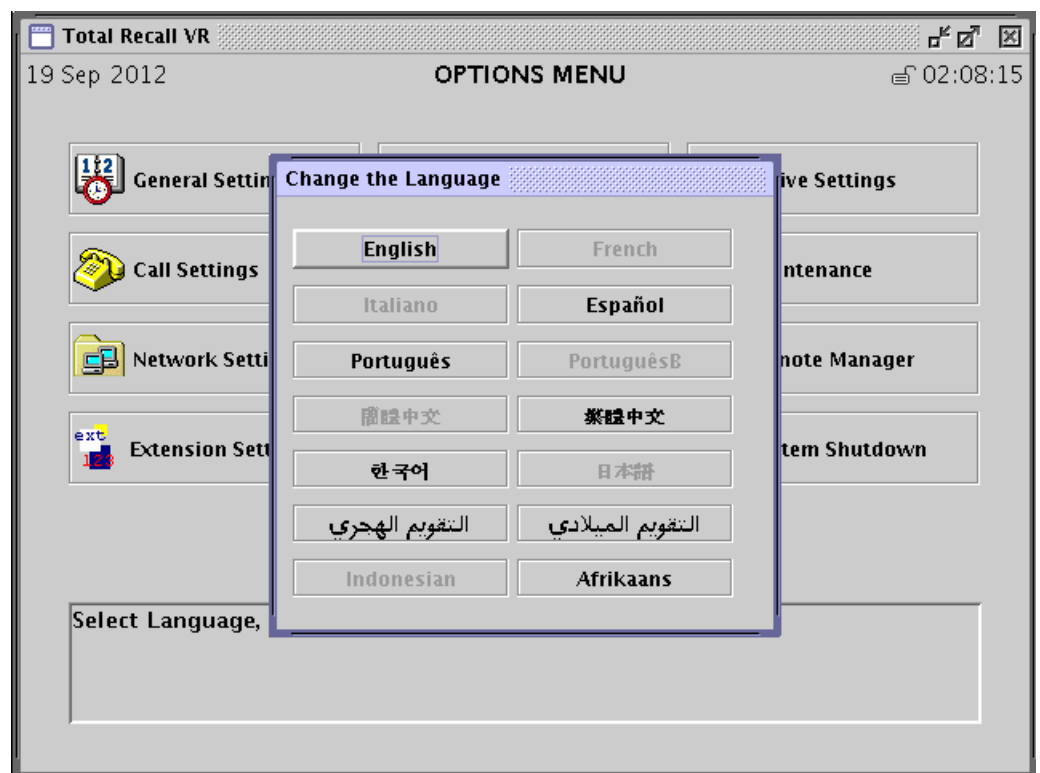 Total Recall VR
19 Sep 2012
OPTIONS MENU
02:08:15
General Settin
ive Settings
Call Settings
ntenance
Network Setti
note Manager
ext
123
Extension Sett
tem Shutdown
Change the Language
English
French
Italiano
Español
Português
PortuguêsB
簡體中文
繁體中文
한국어
日本語
التقويم الهجري
التقويم الميلادي
Indonesian
Afrikaans
Select Language,